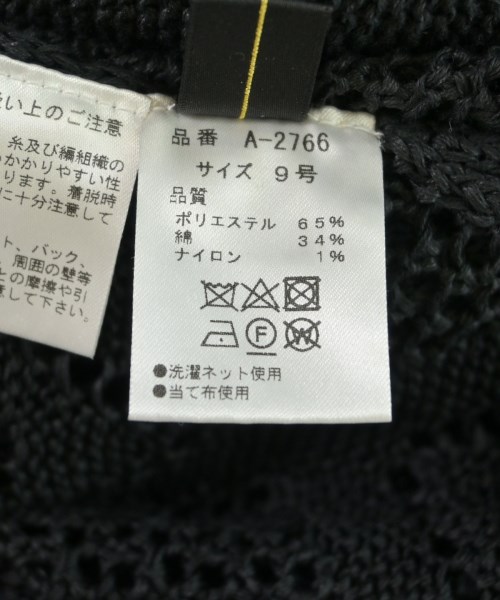 扱い上のご注意
糸及び編組織の
かかりやすい性
ります。着脱時
に十分注意して
ト、バック、
周囲の壁等
との摩擦や引
意して下さい。
品番 A-2766
サイズ 9号
品質
ポリエステル 65%
綿 34%
ナイロン 1%
F W
●洗濯ネット使用
●当て布使用